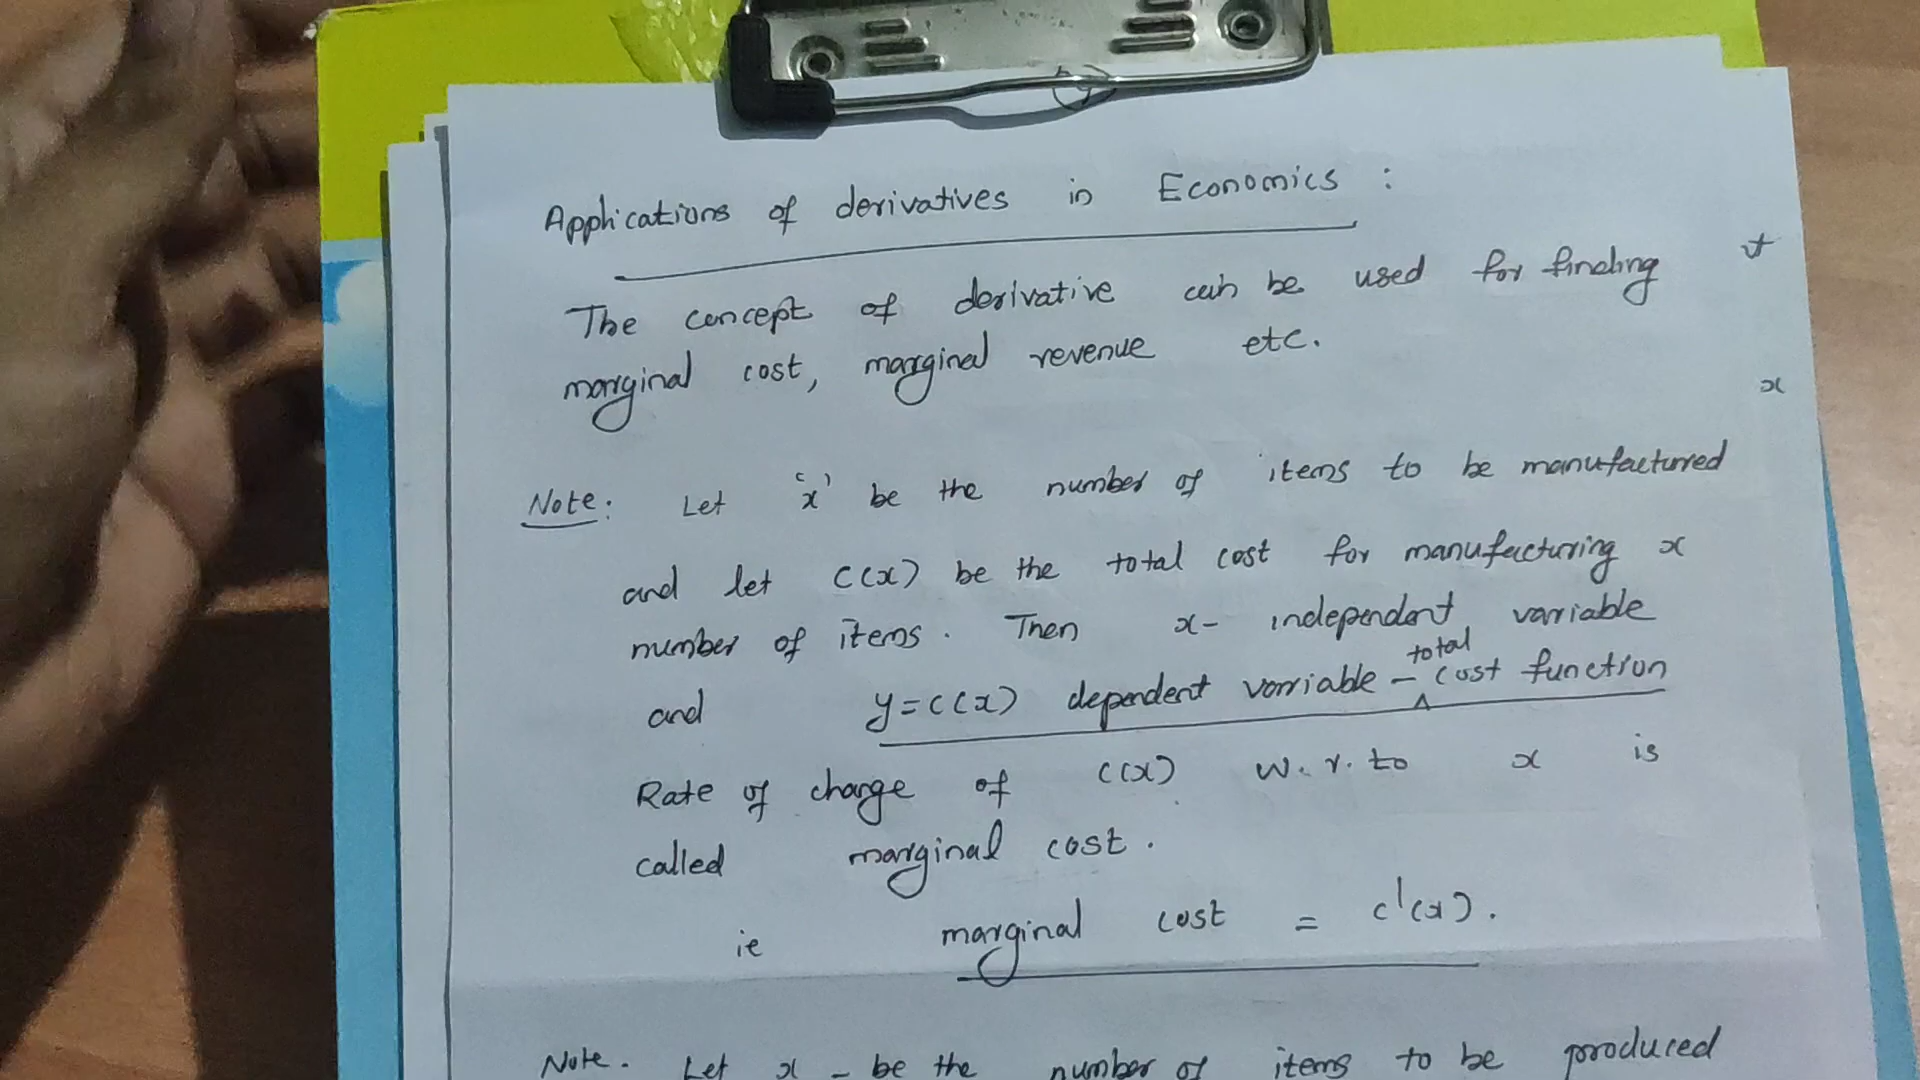 Applications of derivatives in Economics :
The concept of derivative can be used for finding
marginal cost, marginal revenue etc.
x
Note: Let 'x' be the number of items to be manufactured
and let C(x) be the total cost for manufacturing x
number of items. Then x- independent variable
and y=C(x) dependent variable - total cost function
Rate of change of C(x) w.r.to x is
called marginal cost.
ie marginal cost = C'(x).
Note. Let x - be the number of items to be produced